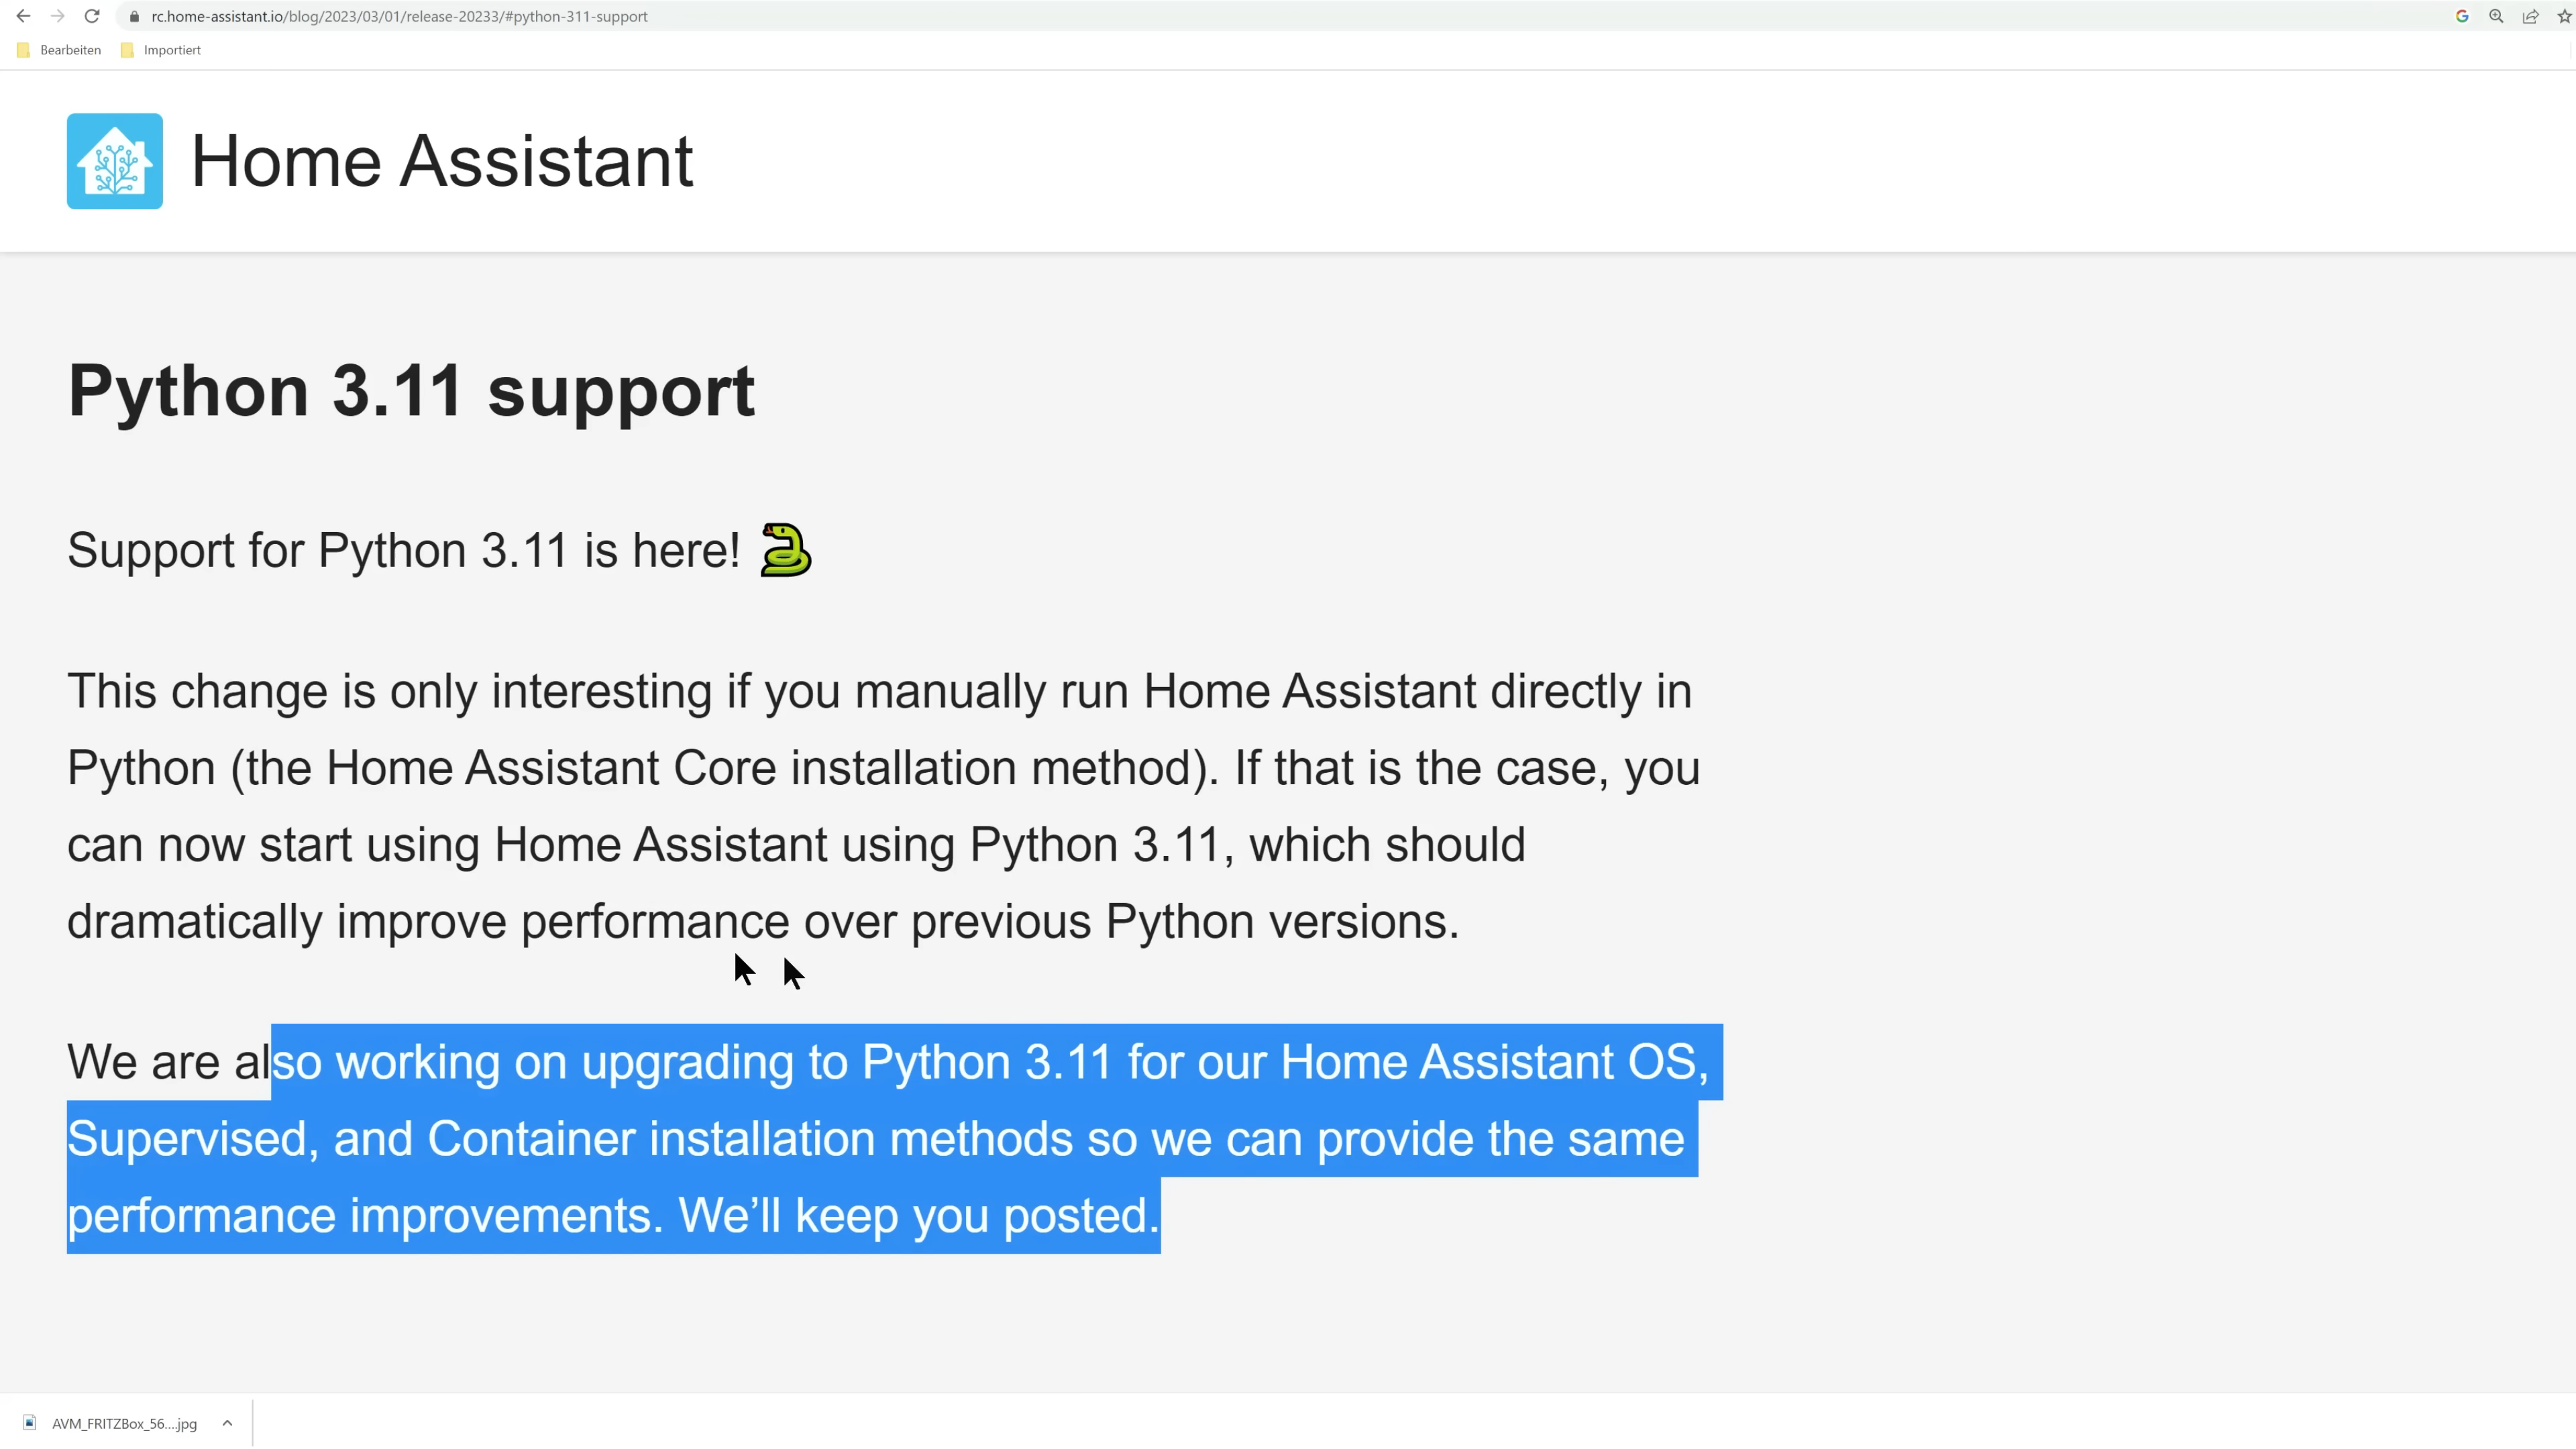 rc.home-assistant.io/blog/2023/03/01/release-20233/#python-311-support
Bearbeiten
Importiert
Home Assistant
Python 3.11 support
Support for Python 3.11 is here! 🐍
This change is only interesting if you manually run Home Assistant directly in
Python (the Home Assistant Core installation method). If that is the case, you
can now start using Home Assistant using Python 3.11, which should
dramatically improve performance over previous Python versions.
We are also working on upgrading to Python 3.11 for our Home Assistant OS,
Supervised, and Container installation methods so we can provide the same
performance improvements. We’ll keep you posted.
AVM_FRITZBox_56....jpg